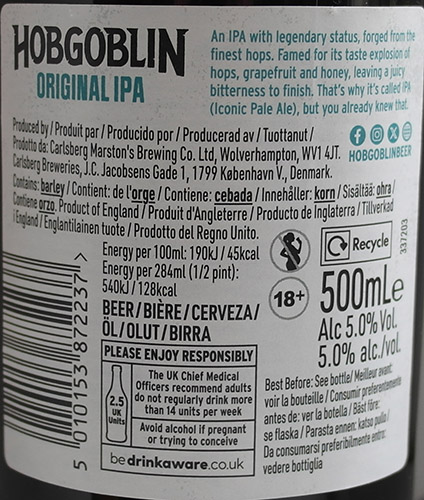 HOBGOBLIN
ORIGINAL IPA
An IPA with legendary status, forged from the
finest hops. Famed for its taste explosion of
hops, grapefruit and honey, leaving a juicy
bitterness to finish. That's why it's called IPA
(Iconic Pale Ale), but you already knew that.
Produced by / Produit par / Producido por / Producerad av / Tuottanut /
Prodotto da: Carlsberg Marston's Brewing Co. Ltd, Wolverhampton, WV1 4JT.
Carlsberg Breweries, J.C. Jacobsens Gade 1, 1799 København V., Denmark.
HOBGOBLINBEER
Contains: barley / Contient: de l'orge / Contiene: cebada / Innehåller: korn / Sisältää: ohra /
Contiene orzo. Product of England / Produit d'Angleterre / Producto de Inglaterra / Tillverkad
i England / Englantilainen tuote / Prodotto del Regno Unito.
Energy per 100ml: 190kJ / 45kcal
Energy per 284ml (1/2 pint):
540kJ / 128kcal
BEER/BIÈRE/CERVEZA/
ÖL/OLUT/BIRRA
PLEASE ENJOY RESPONSIBLY
2.5
UK
Units
The UK Chief Medical
Officers recommend adults
do not regularly drink more
than 14 units per week
Avoid alcohol if pregnant
or trying to conceive
bedrinkaware.co.uk
5 010153 872237 >
Recycle
337203
18+
500mLe
Alc 5.0% Vol.
5.0% alc./vol.
Best Before: See bottle/ Meilleur avant:
voir la bouteille / Consumir preferentemente
antes de: ver la botella / Bäst före:
se flaska / Parasta ennen: katso pullo /
Da consumarsi preferibilmente entro:
vedere bottiglia